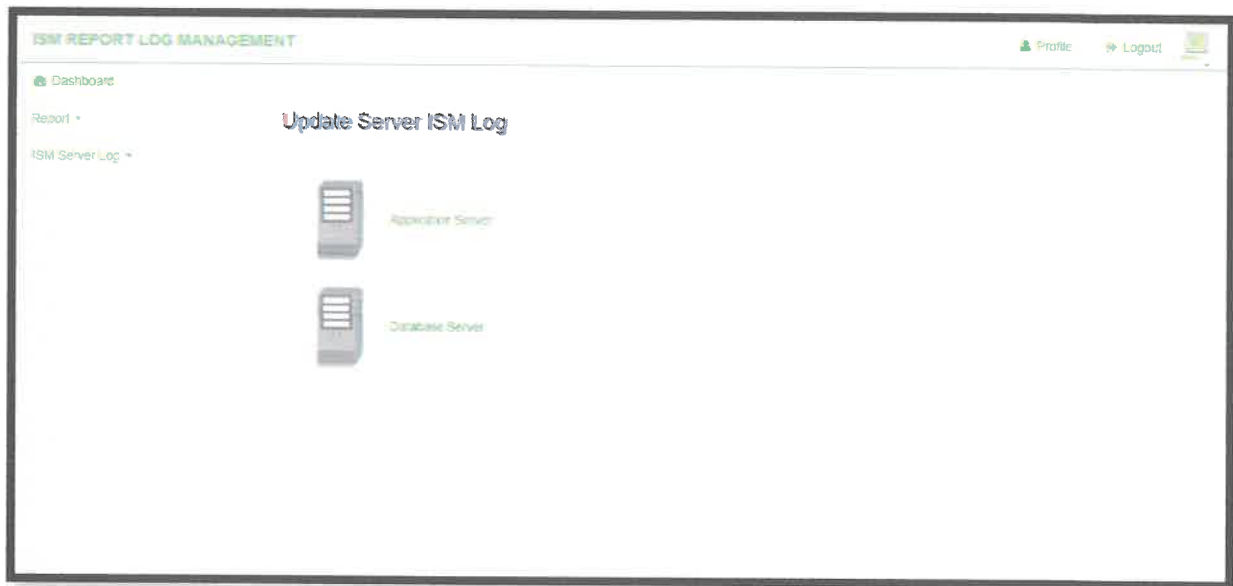 ISM REPORT LOG MANAGEMENT
Profile
Logout
Dashboard
Report
Update Server ISM Log
ISM Server Log
Application Server
Database Server